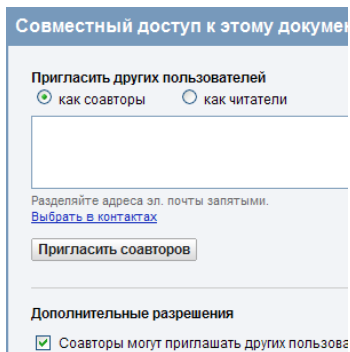 Совместный доступ к этому
Пригласить других пользователей
как соавторы как читатели
Разделяйте адреса эл. почты запятыми.
Выбрать в контактах
Пригласить соавторов
Дополнительные разрешения
Соавторы могут приглашать других